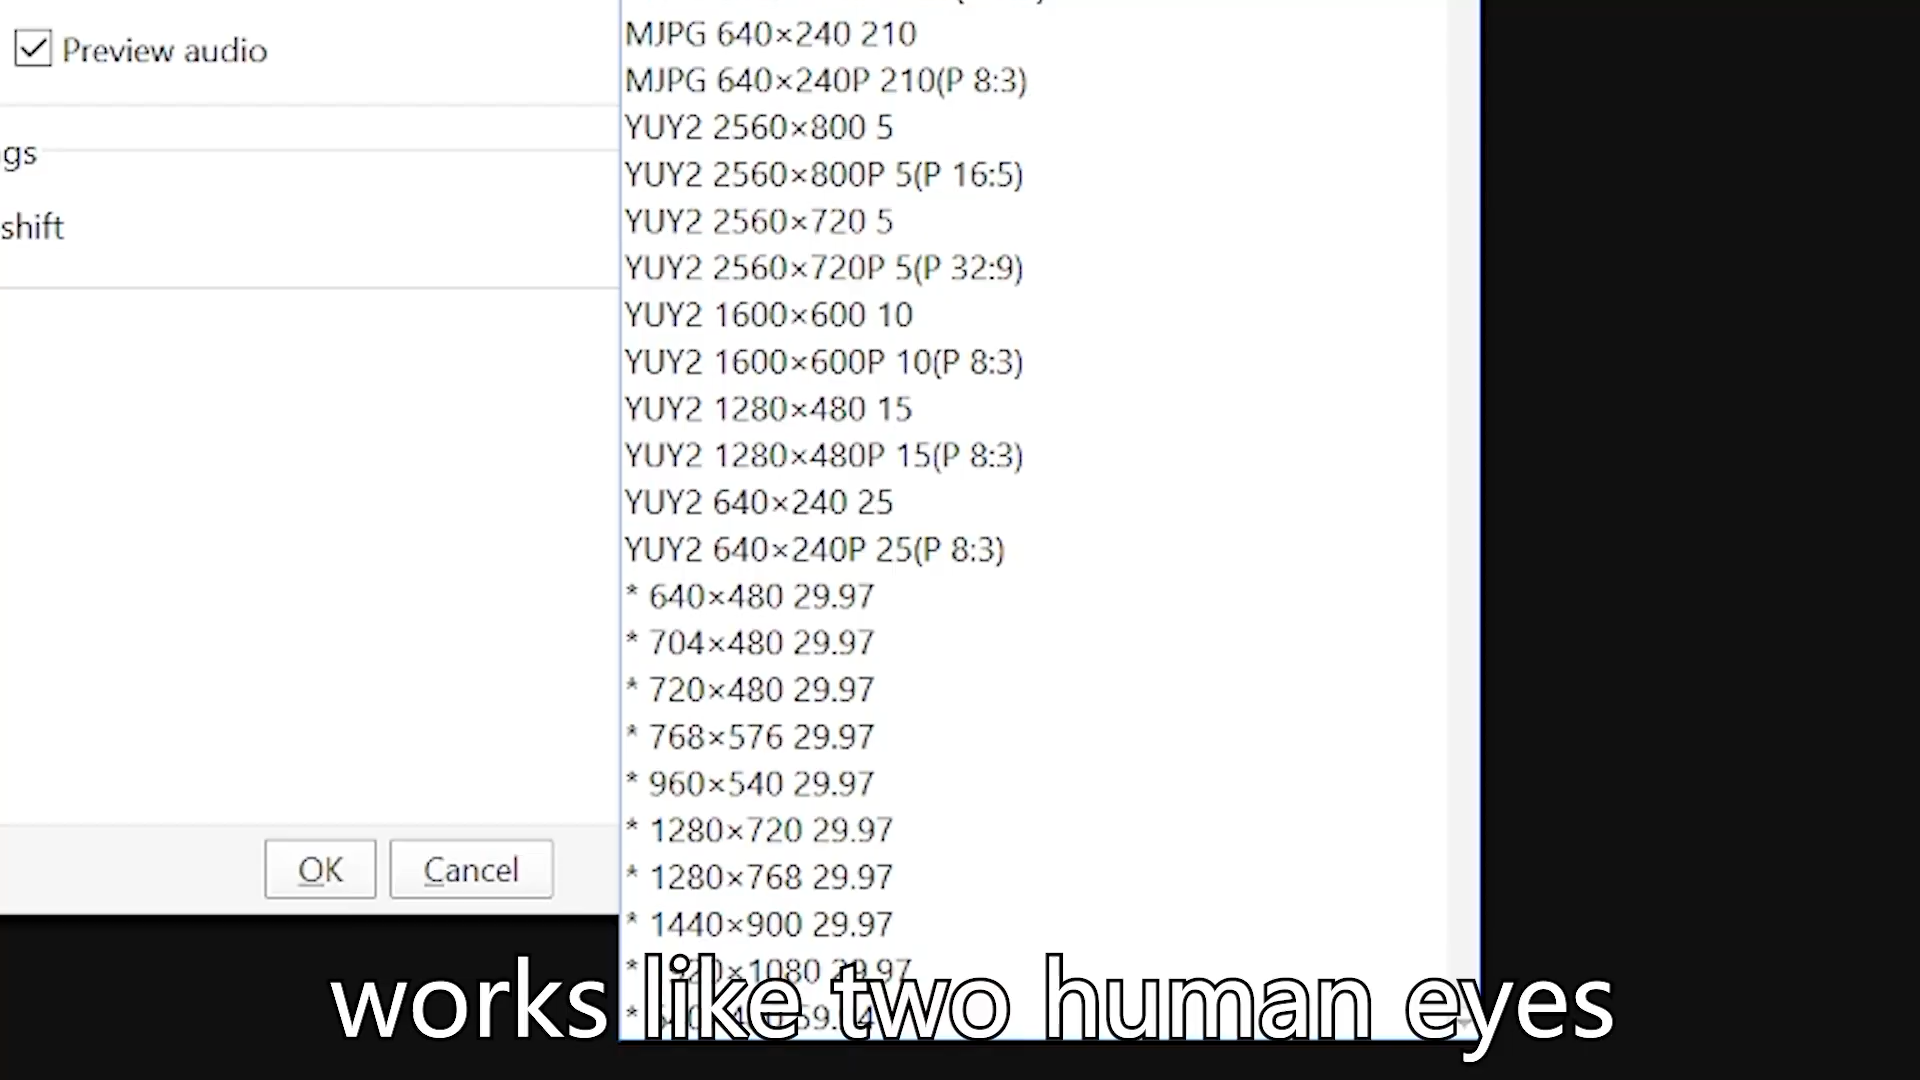 Preview audio
gs
shift
OK
Cancel
MJPG 640×240 210
MJPG 640×240P 210(P 8:3)
YUY2 2560×800 5
YUY2 2560×800P 5(P 16:5)
YUY2 2560×720 5
YUY2 2560×720P 5(P 32:9)
YUY2 1600×600 10
YUY2 1600×600P 10(P 8:3)
YUY2 1280×480 15
YUY2 1280×480P 15(P 8:3)
YUY2 640×240 25
YUY2 640×240P 25(P 8:3)
* 640×480 29.97
* 704×480 29.97
* 720×480 29.97
* 768×576 29.97
* 960×540 29.97
* 1280×720 29.97
* 1280×768 29.97
* 1440×900 29.97
works like two human eyes